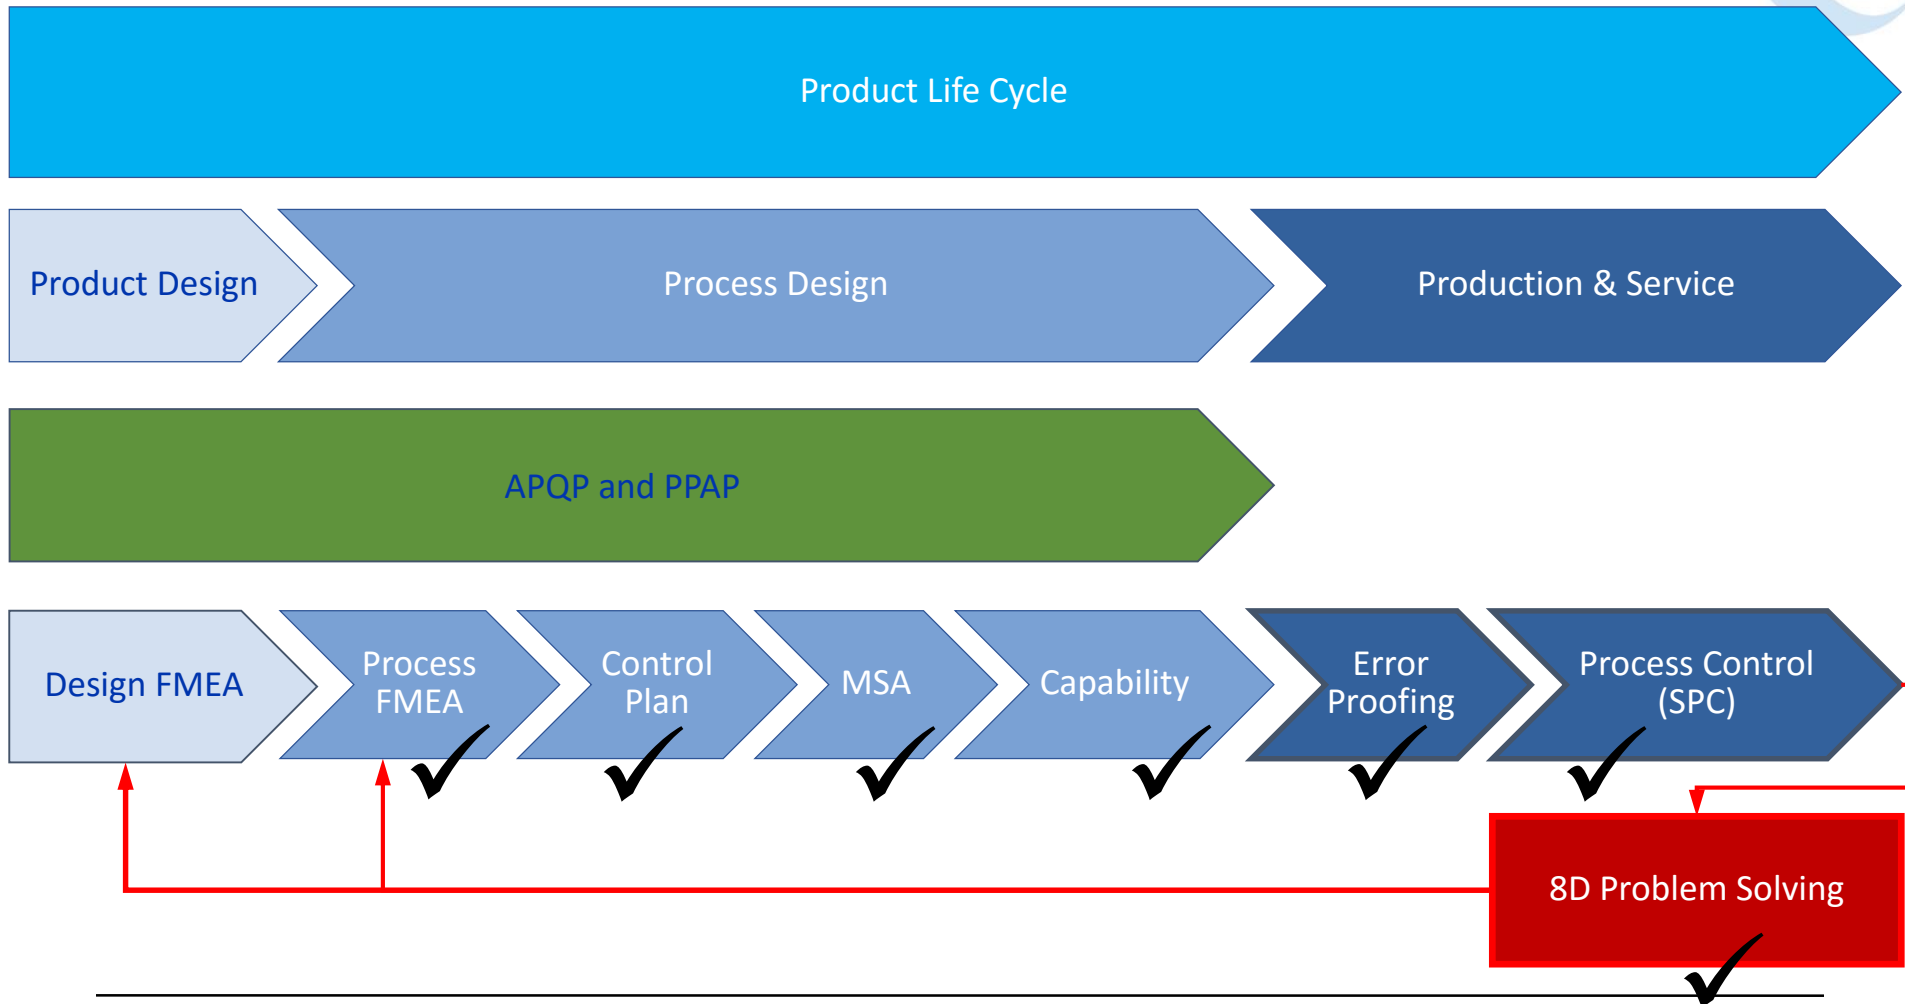 Product Life Cycle
Product Design
Process Design
Production & Service
APQP and PPAP
Design FMEA
Process
FMEA
Control
Plan
MSA
Capability
Error
Proofing
Process Control
(SPC)
8D Problem Solving